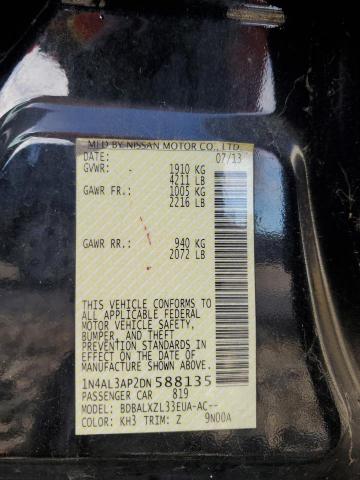 MFD BY NISSAN MOTOR CO., LTD.
DATE: 07/13
GVWR: 1910 KG
4211 LB
GAWR FR: 1005 KG
2216 LB
GAWR RR: 940 KG
2072 LB
THIS VEHICLE CONFORMS TO
ALL APPLICABLE FEDERAL
MOTOR VEHICLE SAFETY,
BUMPER, AND THEFT
PREVENTION STANDARDS IN
EFFECT ON THE DATE OF
MANUFACTURE SHOWN ABOVE.
1N4AL3AP2DN 588135
PASSENGER CAR 819
MODEL: BDBALXZL33EUA-AC--
COLOR: KH3 TRIM: Z 9N00A